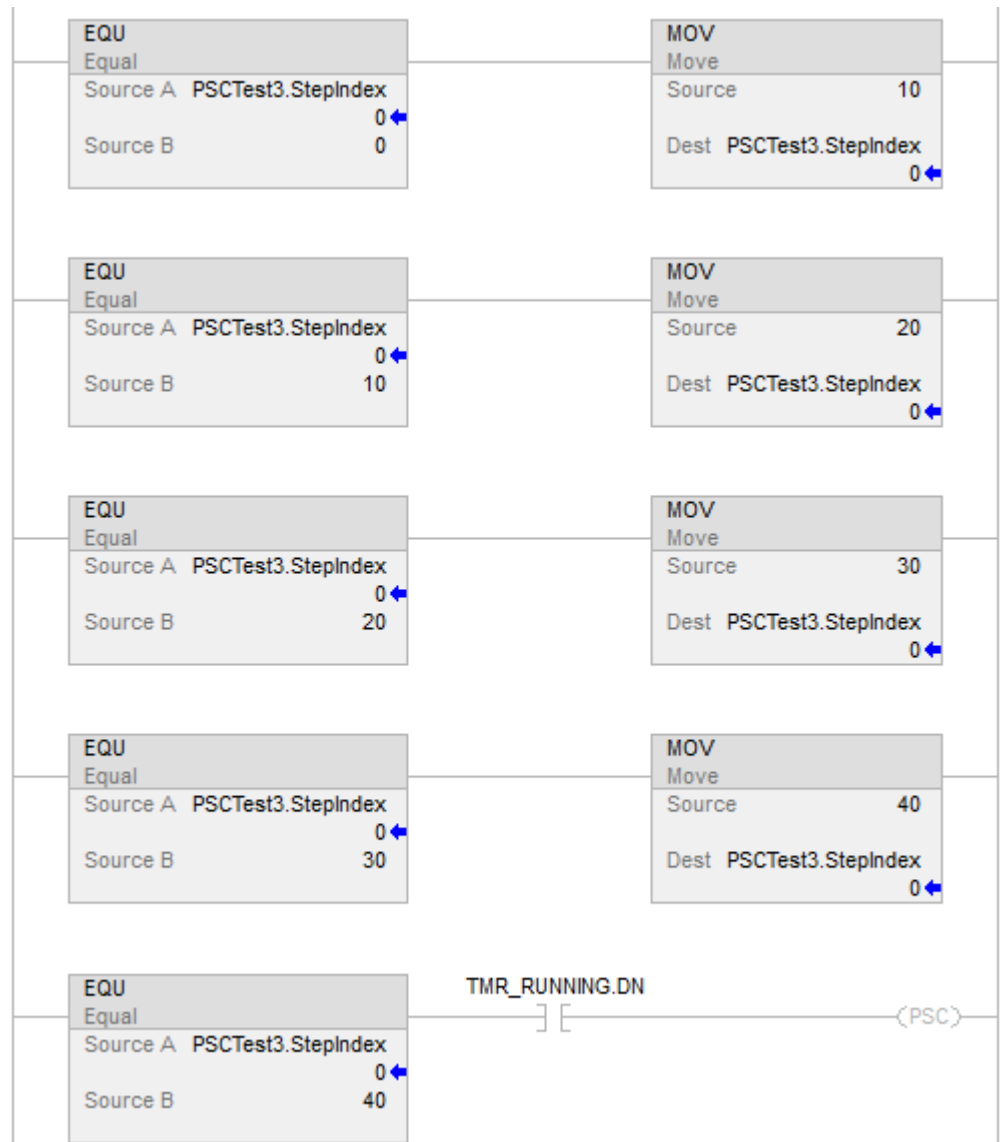 EQU MOV
Equal Move
Source A PSCTest3.StepIndex Source 10
0
Source B 0 Dest PSCTest3.StepIndex
0
EQU MOV
Equal Move
Source A PSCTest3.StepIndex Source 20
0
Source B 10 Dest PSCTest3.StepIndex
0
EQU MOV
Equal Move
Source A PSCTest3.StepIndex Source 30
0
Source B 20 Dest PSCTest3.StepIndex
0
EQU MOV
Equal Move
Source A PSCTest3.StepIndex Source 40
0
Source B 30 Dest PSCTest3.StepIndex
0
EQU TMR_RUNNING.DN
Equal (PSC)
Source A PSCTest3.StepIndex
0
Source B 40